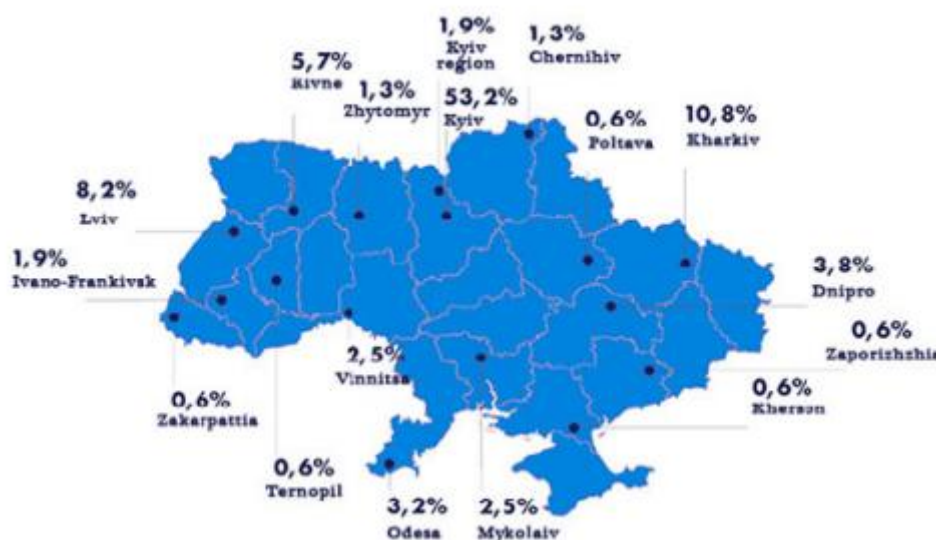 1,9%
Kyiv
region
1,3%
Chernihiv
5,7%
Rivne
1,3%
Zhytomyr
53,2%
Kyiv
0,6%
Poltava
10,8%
Kharkiv
8,2%
Lviv
1,9%
Ivano-Frankivsk
3,8%
Dnipro
0,6%
Zaporizhzhia
2,5%
Vinnitsa
0,6%
Kherson
0,6%
Zakarpattia
0,6%
Ternopil
3,2%
Odesa
2,5%
Mykolaiv